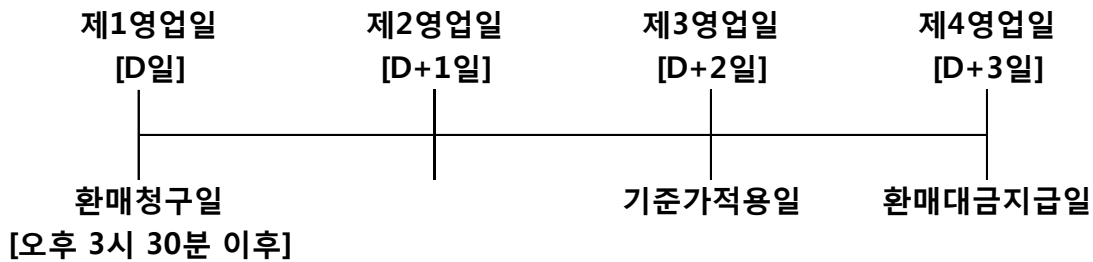 제1영업일 제2영업일 제3영업일 제4영업일
[D일] [D+1일] [D+2일] [D+3일]
환매청구일 기준가적용일 환매대금지급일
[오후 3시 30분 이후]